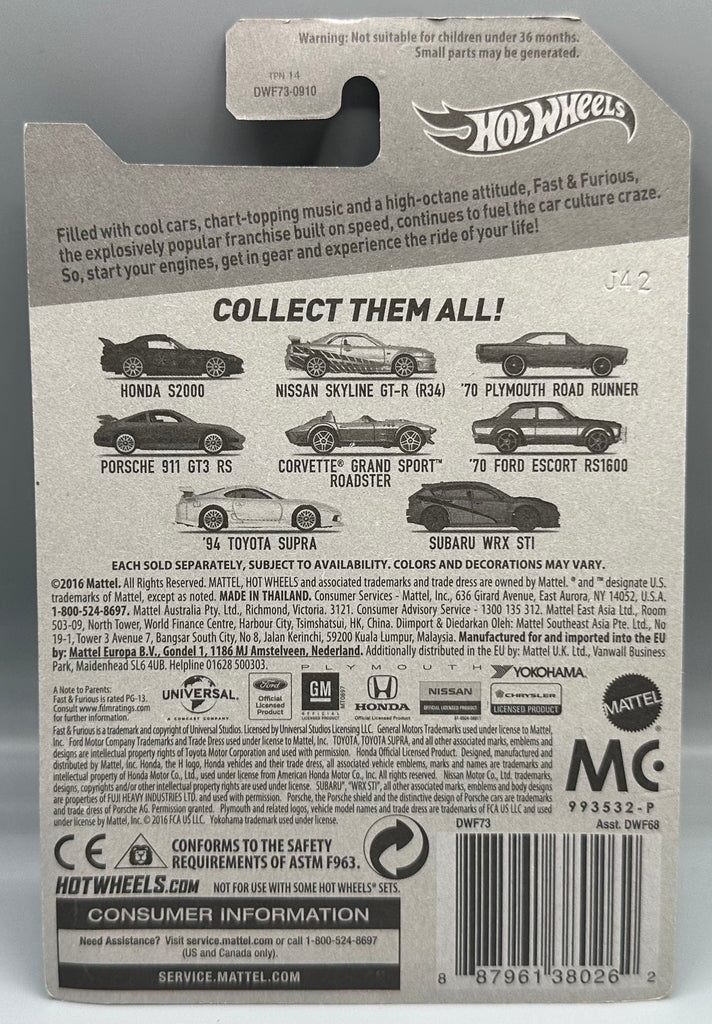 Warning: Not suitable for children under 36 months.
Small parts may be generated.
TPN 14
DWF73-0910
HOT WHEELS
Filled with cool cars, chart-topping music and a high-octane attitude, Fast & Furious,
the explosively popular franchise built on speed, continues to fuel the car culture craze.
So, start your engines, get in gear and experience the ride of your life!
J42
COLLECT THEM ALL!
HONDA S2000
NISSAN SKYLINE GT-R (R34)
'70 PLYMOUTH ROAD RUNNER
PORSCHE 911 GT3 RS
CORVETTE® GRAND SPORT™
ROADSTER
'70 FORD ESCORT RS1600
'94 TOYOTA SUPRA
SUBARU WRX STI
EACH SOLD SEPARATELY, SUBJECT TO AVAILABILITY. COLORS AND DECORATIONS MAY VARY.
©2016 Mattel. All Rights Reserved. MATTEL, HOT WHEELS and associated trademarks and trade dress are owned by Mattel. ® and ™ designate U.S.
trademarks of Mattel, except as noted. MADE IN THAILAND. Consumer Services - Mattel, Inc., 636 Girard Avenue, East Aurora, NY 14052, U.S.A.
1-800-524-8697. Mattel Australia Pty. Ltd., Richmond, Victoria. 3121. Consumer Advisory Service - 1300 135 312. Mattel East Asia Ltd., Room
503-09, North Tower, World Finance Centre, Harbour City, Tsimshatsui, HK, China. Diimport & Diedarkan Oleh: Mattel Southeast Asia Pte. Ltd., No
19-1, Tower 3 Avenue 7, Bangsar South City, No 8, Jalan Kerinchi, 59200 Kuala Lumpur, Malaysia. Manufactured for and imported into the EU
by: Mattel Europa B.V., Gondel 1, 1186 MJ Amstelveen, Nederland. Additionally distributed in the EU by: Mattel U.K. Ltd., Vanwall Business
Park, Maidenhead SL6 4UB. Helpline 01628 500303.
PLYMOUTH
YOKOHAMA
A Note to Parents:
Fast & Furious is rated PG-13.
Consult www.filmratings.com
for further information.
UNIVERSAL
A COMCAST COMPANY
Ford
Official
Licensed
Product
GM
OFFICIAL
LICENSED PRODUCT
HONDA
Official Licensed Product
NISSAN
OFFICIAL LICENSED PRODUCT
CHRYSLER
LICENSED PRODUCT
MATTEL
Fast & Furious is a trademark and copyright of Universal Studios. Licensed by Universal Studios Licensing LLC. General Motors Trademarks used under license to Mattel,
Inc. Ford Motor Company Trademarks and Trade Dress used under license to Mattel, Inc. TOYOTA, TOYOTA SUPRA, and all other associated marks, emblems and
designs are intellectual property rights of Toyota Motor Corporation and used with permission. Honda Official Licensed Product. Designed, manufactured and
distributed by Mattel, Inc. Honda, the H logo, Honda vehicles and their trade dress, all associated vehicle emblems, marks and names are trademarks and
intellectual property of Honda Motor Co., Ltd., used under license from American Honda Motor Co., Inc. All rights reserved. Nissan Motor Co., Ltd. trademarks,
designs, copyrights and/or other intellectual property rights are used under license. SUBARU®, "WRX STI", all other associated marks, emblems and body designs
are properties of FUJI HEAVY INDUSTRIES LTD. and used with permission. Porsche, the Porsche shield and the distinctive design of Porsche cars are trademarks
and trade dress of Porsche AG. Permission granted. Plymouth and related logos, vehicle model names and trade dress are trademarks of FCA US LLC and used
under license by Mattel, Inc. © 2016 FCA US LLC. Yokohama trademark used under license.
MC
993532-P
DWF73
Asst. DWF68
CE
CONFORMS TO THE SAFETY
REQUIREMENTS OF ASTM F963.
HOTWHEELS.COM
NOT FOR USE WITH SOME HOT WHEELS® SETS.
CONSUMER INFORMATION
Need Assistance? Visit service.mattel.com or call 1-800-524-8697
(US and Canada only).
SERVICE.MATTEL.COM
8 87961 38026 2